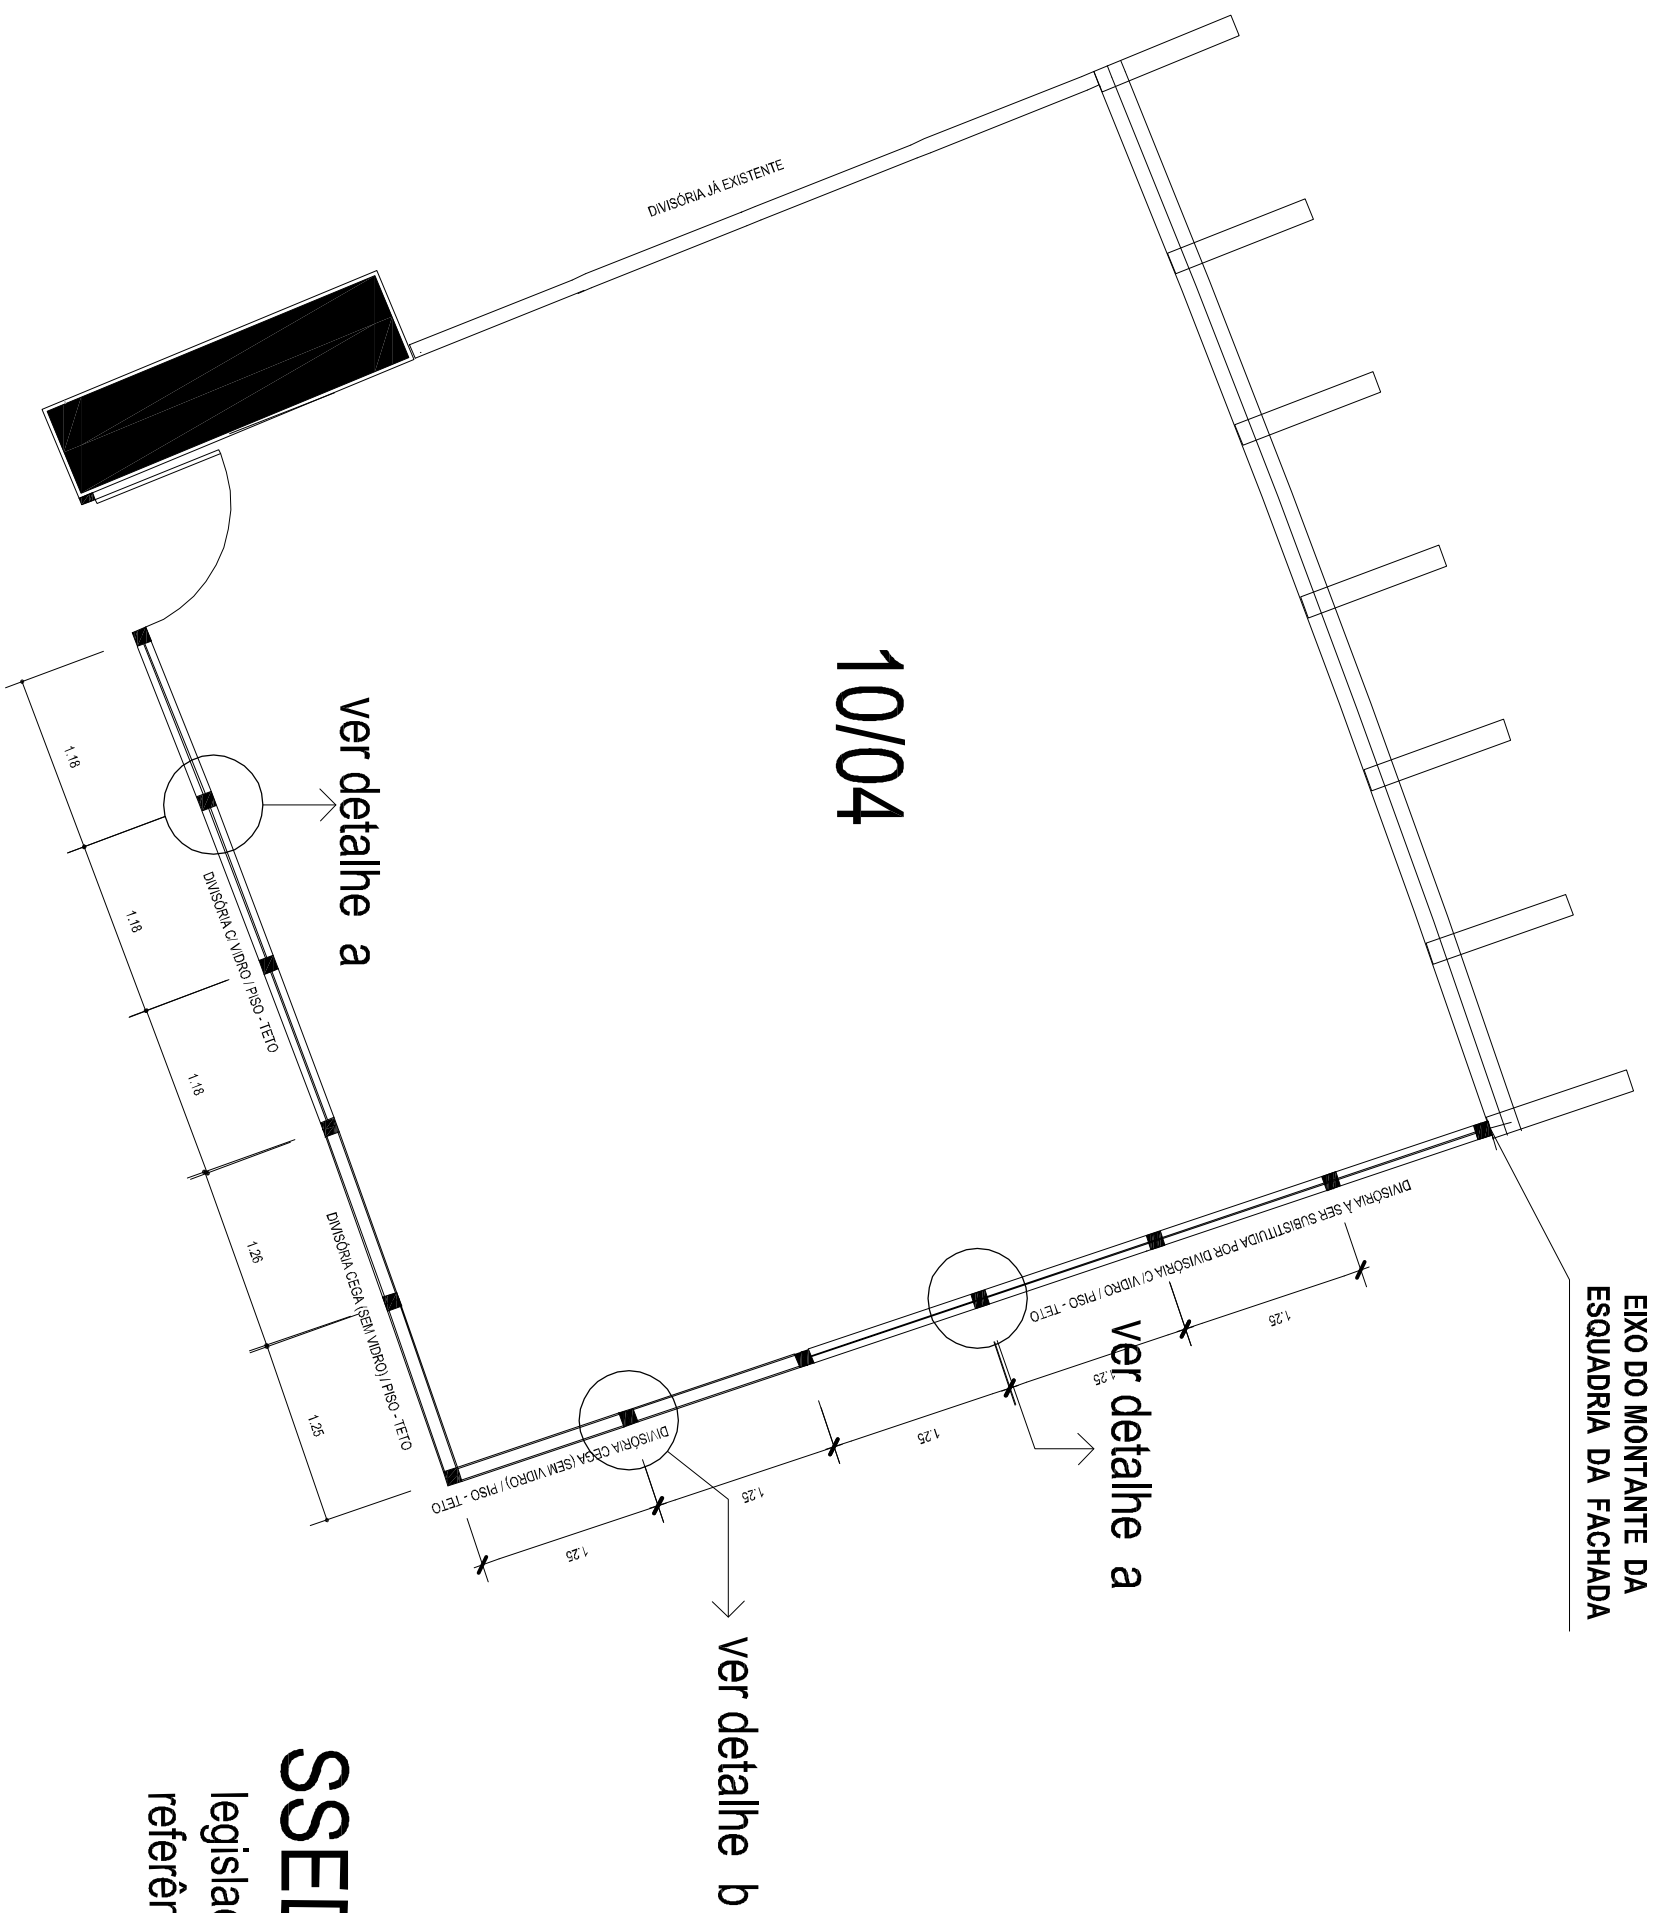 EIXO DO MONTANTE DA
ESQUADRIA DA FACHADA
DIVISÓRIA JÁ EXISTENTE
10/04
ver detalhe a
1.18
1.18
1.18
1.26
1.25
DIVISÓRIA C/ VIDRO / PISO - TETO
DIVISÓRIA CEGA (SEM VIDRO) / PISO - TETO
DIVISÓRIA À SER SUBISTITUIDA POR DIVISÓRIA C/ VIDRO / PISO - TETO
DIVISÓRIA CEGA (SEM VIDRO) / PISO - TETO
1.25
1.25
1.25
1.25
1.25
ver detalhe a
ver detalhe b